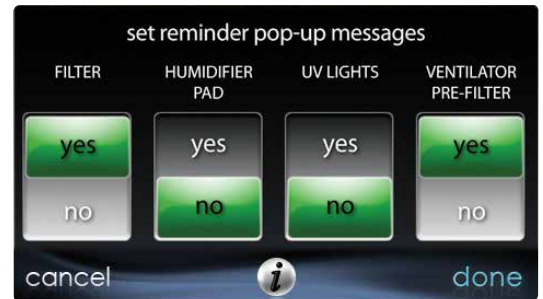 set reminder pop-up messages
FILTER
HUMIDIFIER
PAD
UV LIGHTS
VENTILATOR
PRE-FILTER
yes
yes
yes
yes
no
no
no
no
cancel
i
done